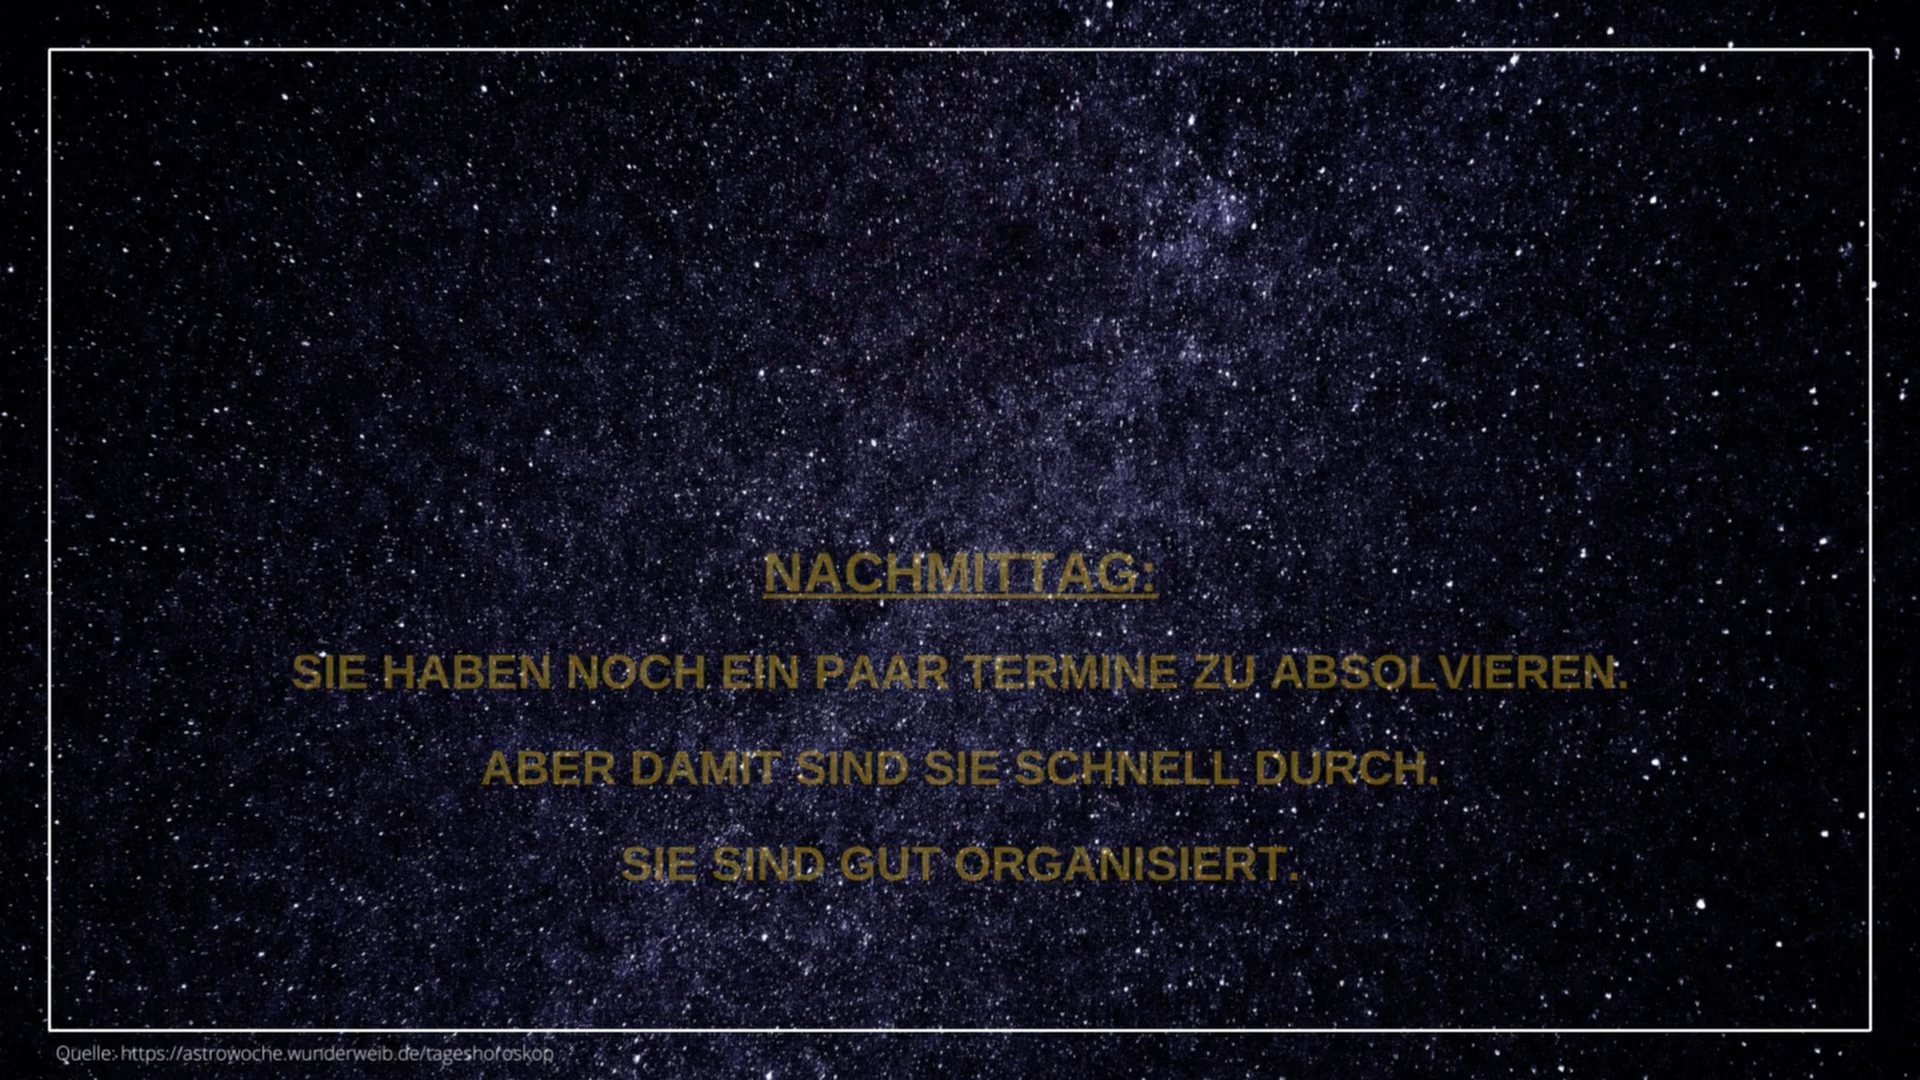 NACHMITTAG:
SIE HABEN NOCH EIN PAAR TERMINE ZU ABSOLVIEREN.
ABER DAMIT SIND SIE SCHNELL DURCH.
SIE SIND GUT ORGANISIERT.
Quelle: https://astrowoche.wunderweib.de/tageshoroskop